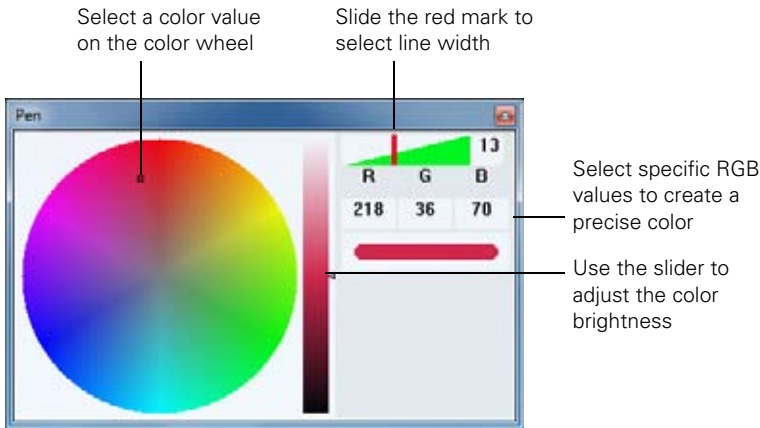 Select a color value
on the color wheel
Slide the red mark to
select line width
Pen
13
R G B
218 36 70
Select specific RGB
values to create a
precise color
Use the slider to
adjust the color
brightness